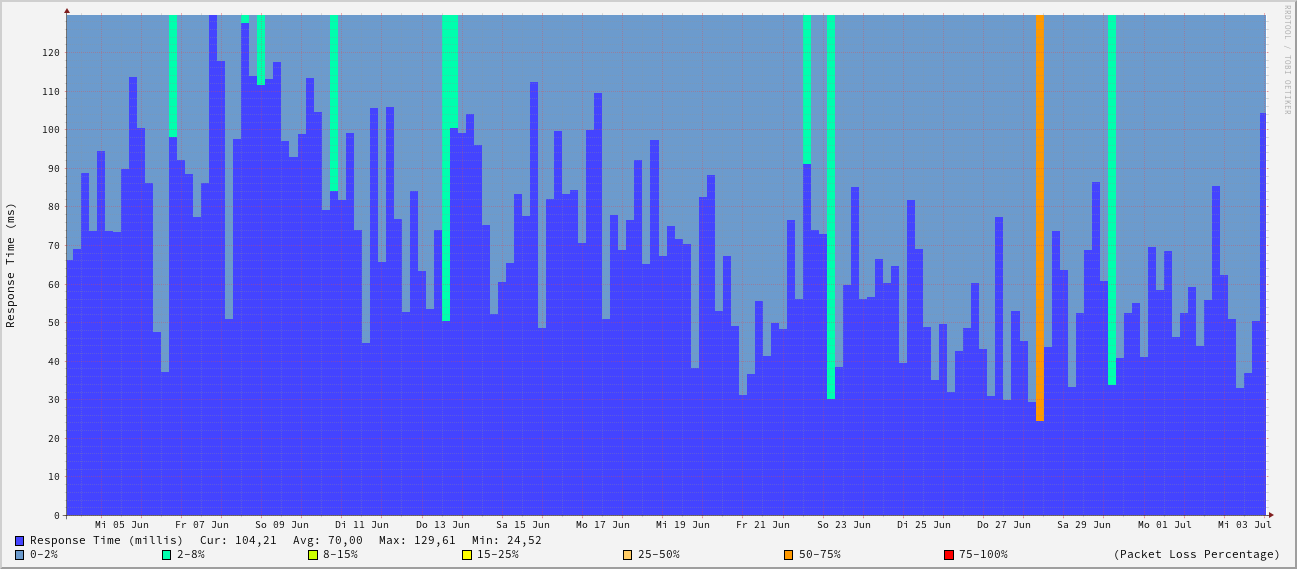 RRDTOOL / TOBI OETIKER
Response Time (ms)
120
110
100
90
80
70
60
50
40
30
20
10
0
Mi 05 Jun Fr 07 Jun So 09 Jun Di 11 Jun Do 13 Jun Sa 15 Jun Mo 17 Jun Mi 19 Jun Fr 21 Jun So 23 Jun Di 25 Jun Do 27 Jun Sa 29 Jun Mo 01 Jul Mi 03 Jul
Response Time (millis) Cur: 104,21 Avg: 70,00 Max: 129,61 Min: 24,52
0-2% 2-8% 8-15% 15-25% 25-50% 50-75% 75-100% (Packet Loss Percentage)